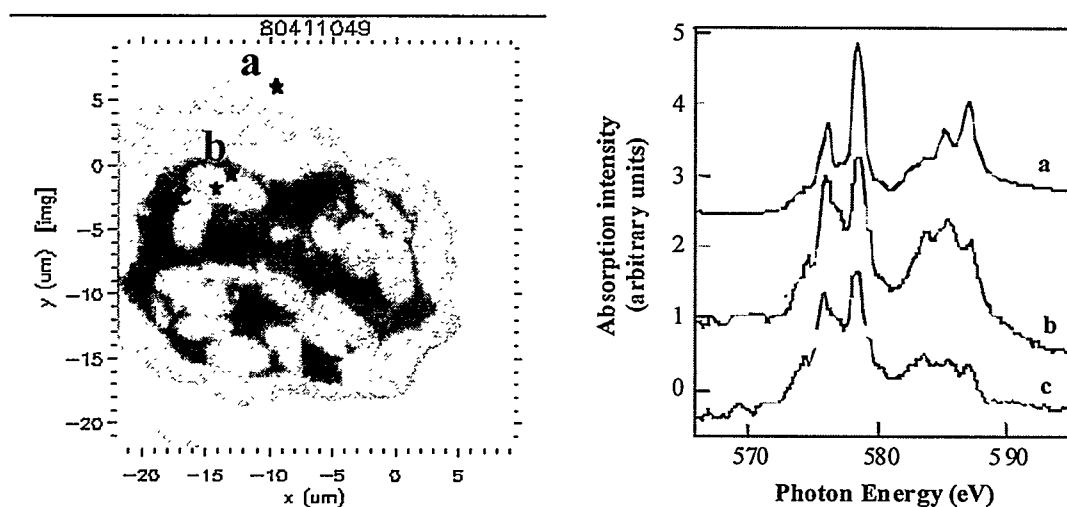 80411049
a
b
c
5
0
−5
−10
−15
−20
y (um) [img]
−20 −15 −10 −5 0 5
x (um)
5
4
3
2
1
0
Absorption intensity
(arbitrary units)
a
b
c
570 580 590
Photon Energy (eV)